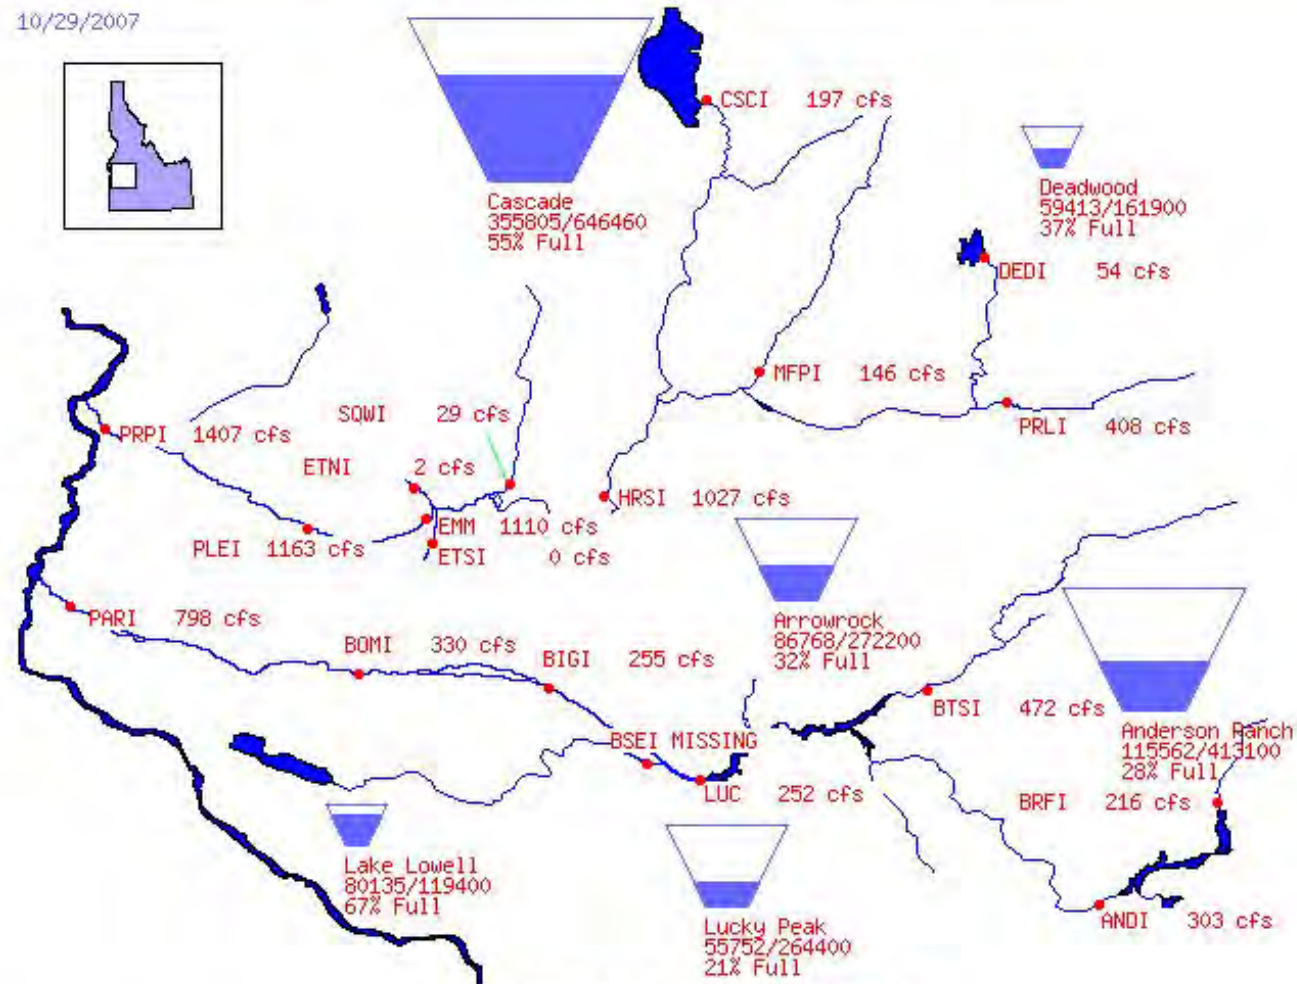 10/29/2007
CSCI 197 cfs
Cascade
355805/646460
55% Full
Deadwood
59413/161900
37% Full
DEDI 54 cfs
MFPI 146 cfs
SQWI 29 cfs
PRPI 1407 cfs
PRLI 408 cfs
ETNI 2 cfs
HRSI 1027 cfs
EMM 1110 cfs
PLEI 1163 cfs
ETSI 0 cfs
PARI 798 cfs
Arrowrock
86768/272200
32% Full
BOMI 330 cfs
BIGI 255 cfs
BTSI 472 cfs
Anderson Ranch
115562/413100
28% Full
BSEI MISSING
LUC 252 cfs
BRFI 216 cfs
Lake Lowell
80135/119400
67% Full
Lucky Peak
55752/264400
21% Full
ANDI 303 cfs